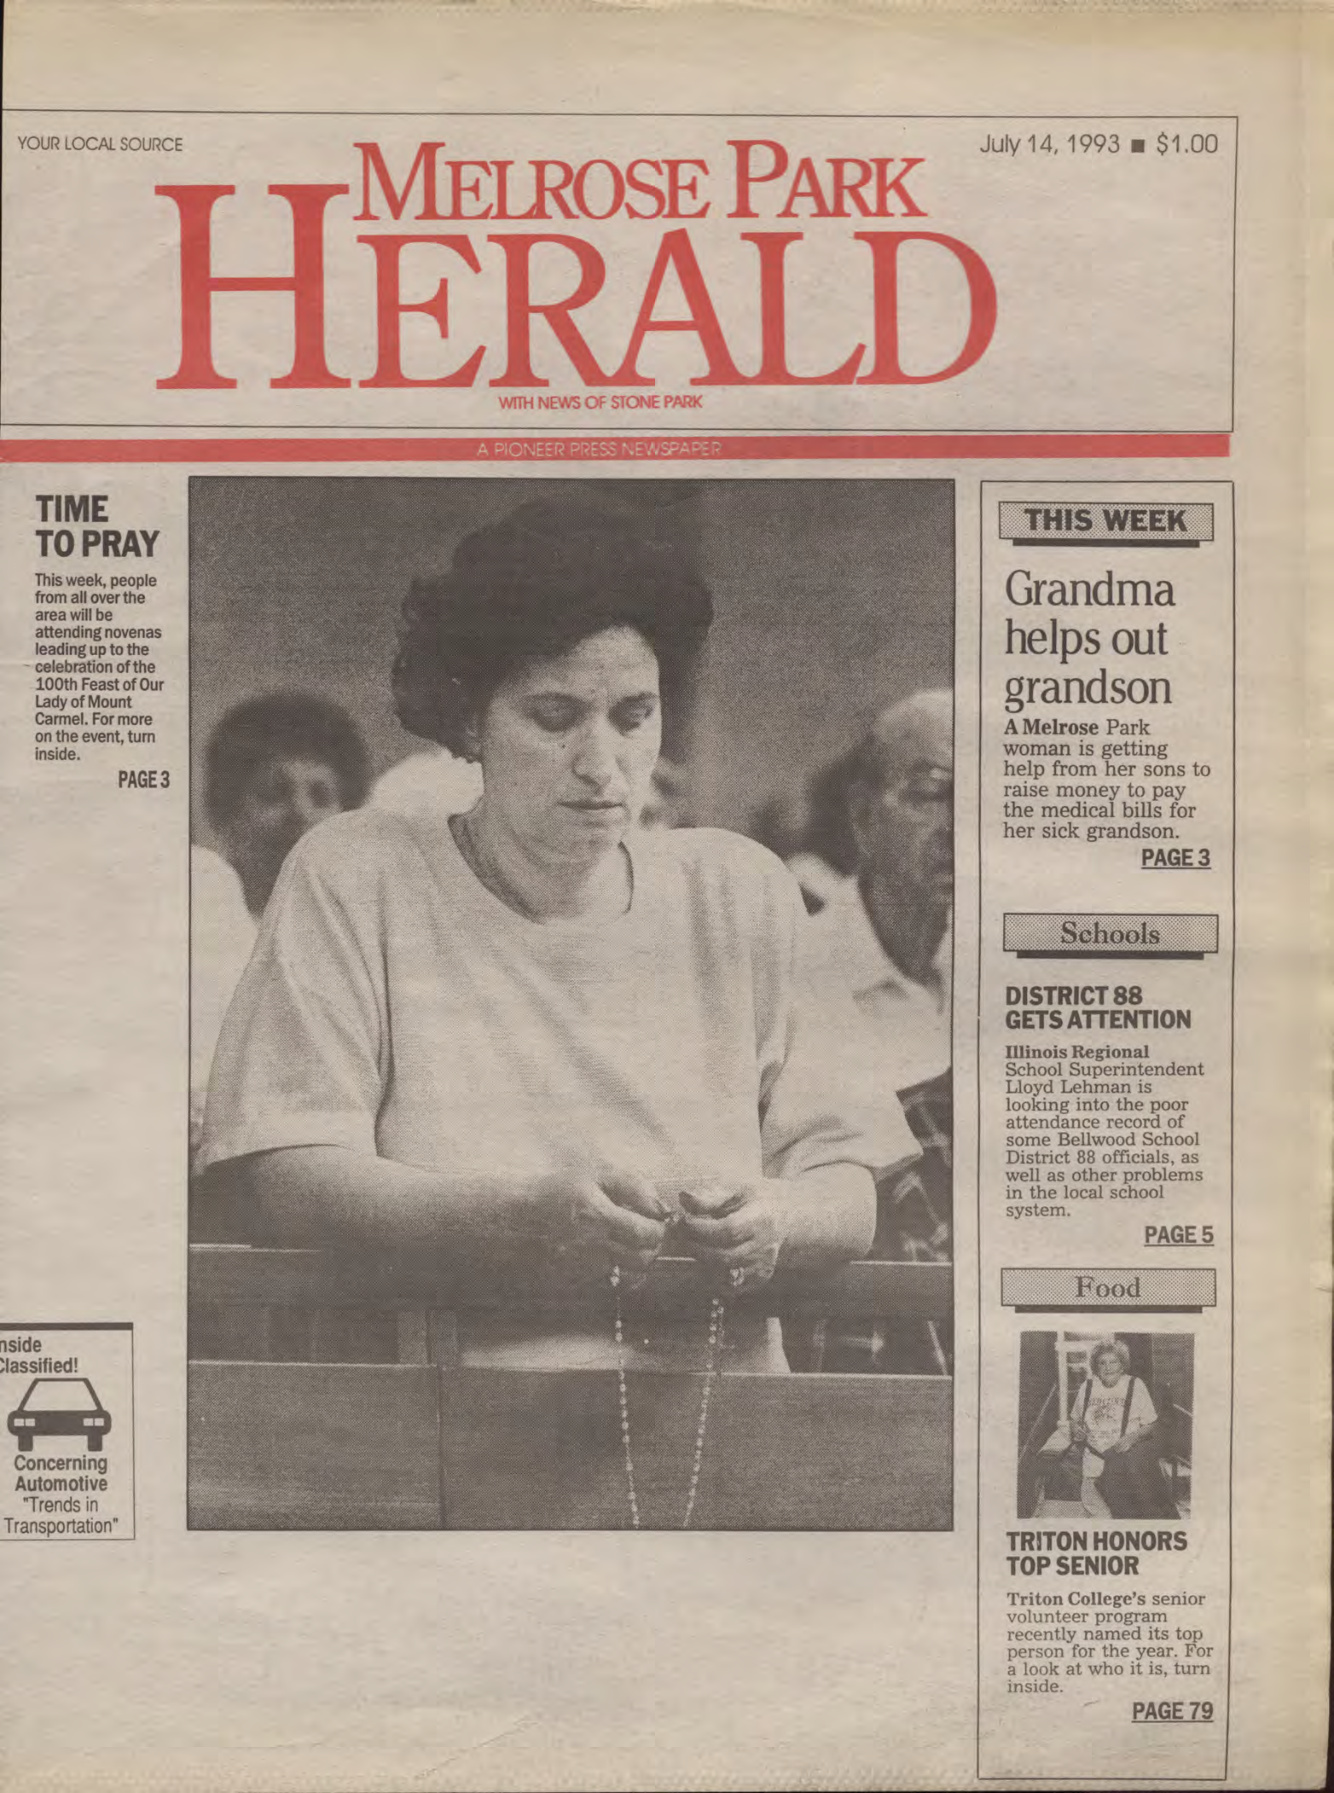 YOUR LOCAL SOURCE
July 14, 1993 ■ $1.00
MELROSE PARK
HERALD
WITH NEWS OF STONE PARK
A PIONEER PRESS NEWSPAPER
TIME
TO PRAY
This week, people
from all over the
area will be
attending novenas
leading up to the
celebration of the
100th Feast of Our
Lady of Mount
Carmel. For more
on the event, turn
inside.
PAGE 3
nside
Classified!
Concerning
Automotive
"Trends in
Transportation"
THIS WEEK
Grandma
helps out
grandson
A Melrose Park
woman is getting
help from her sons to
raise money to pay
the medical bills for
her sick grandson.
PAGE 3
Schools
DISTRICT 88
GETS ATTENTION
Illinois Regional
School Superintendent
Lloyd Lehman is
looking into the poor
attendance record of
some Bellwood School
District 88 officials, as
well as other problems
in the local school
system.
PAGE 5
Food
TRITON HONORS
TOP SENIOR
Triton College's senior
volunteer program
recently named its top
person for the year. For
a look at who it is, turn
inside.
PAGE 79